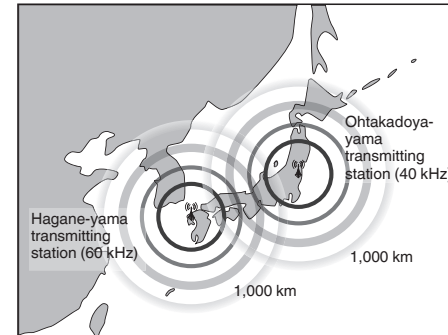 Ohtakadoya-
yama
transmitting
station (40 kHz)
Hagane-yama
transmitting
station (60 kHz)
1,000 km
1,000 km